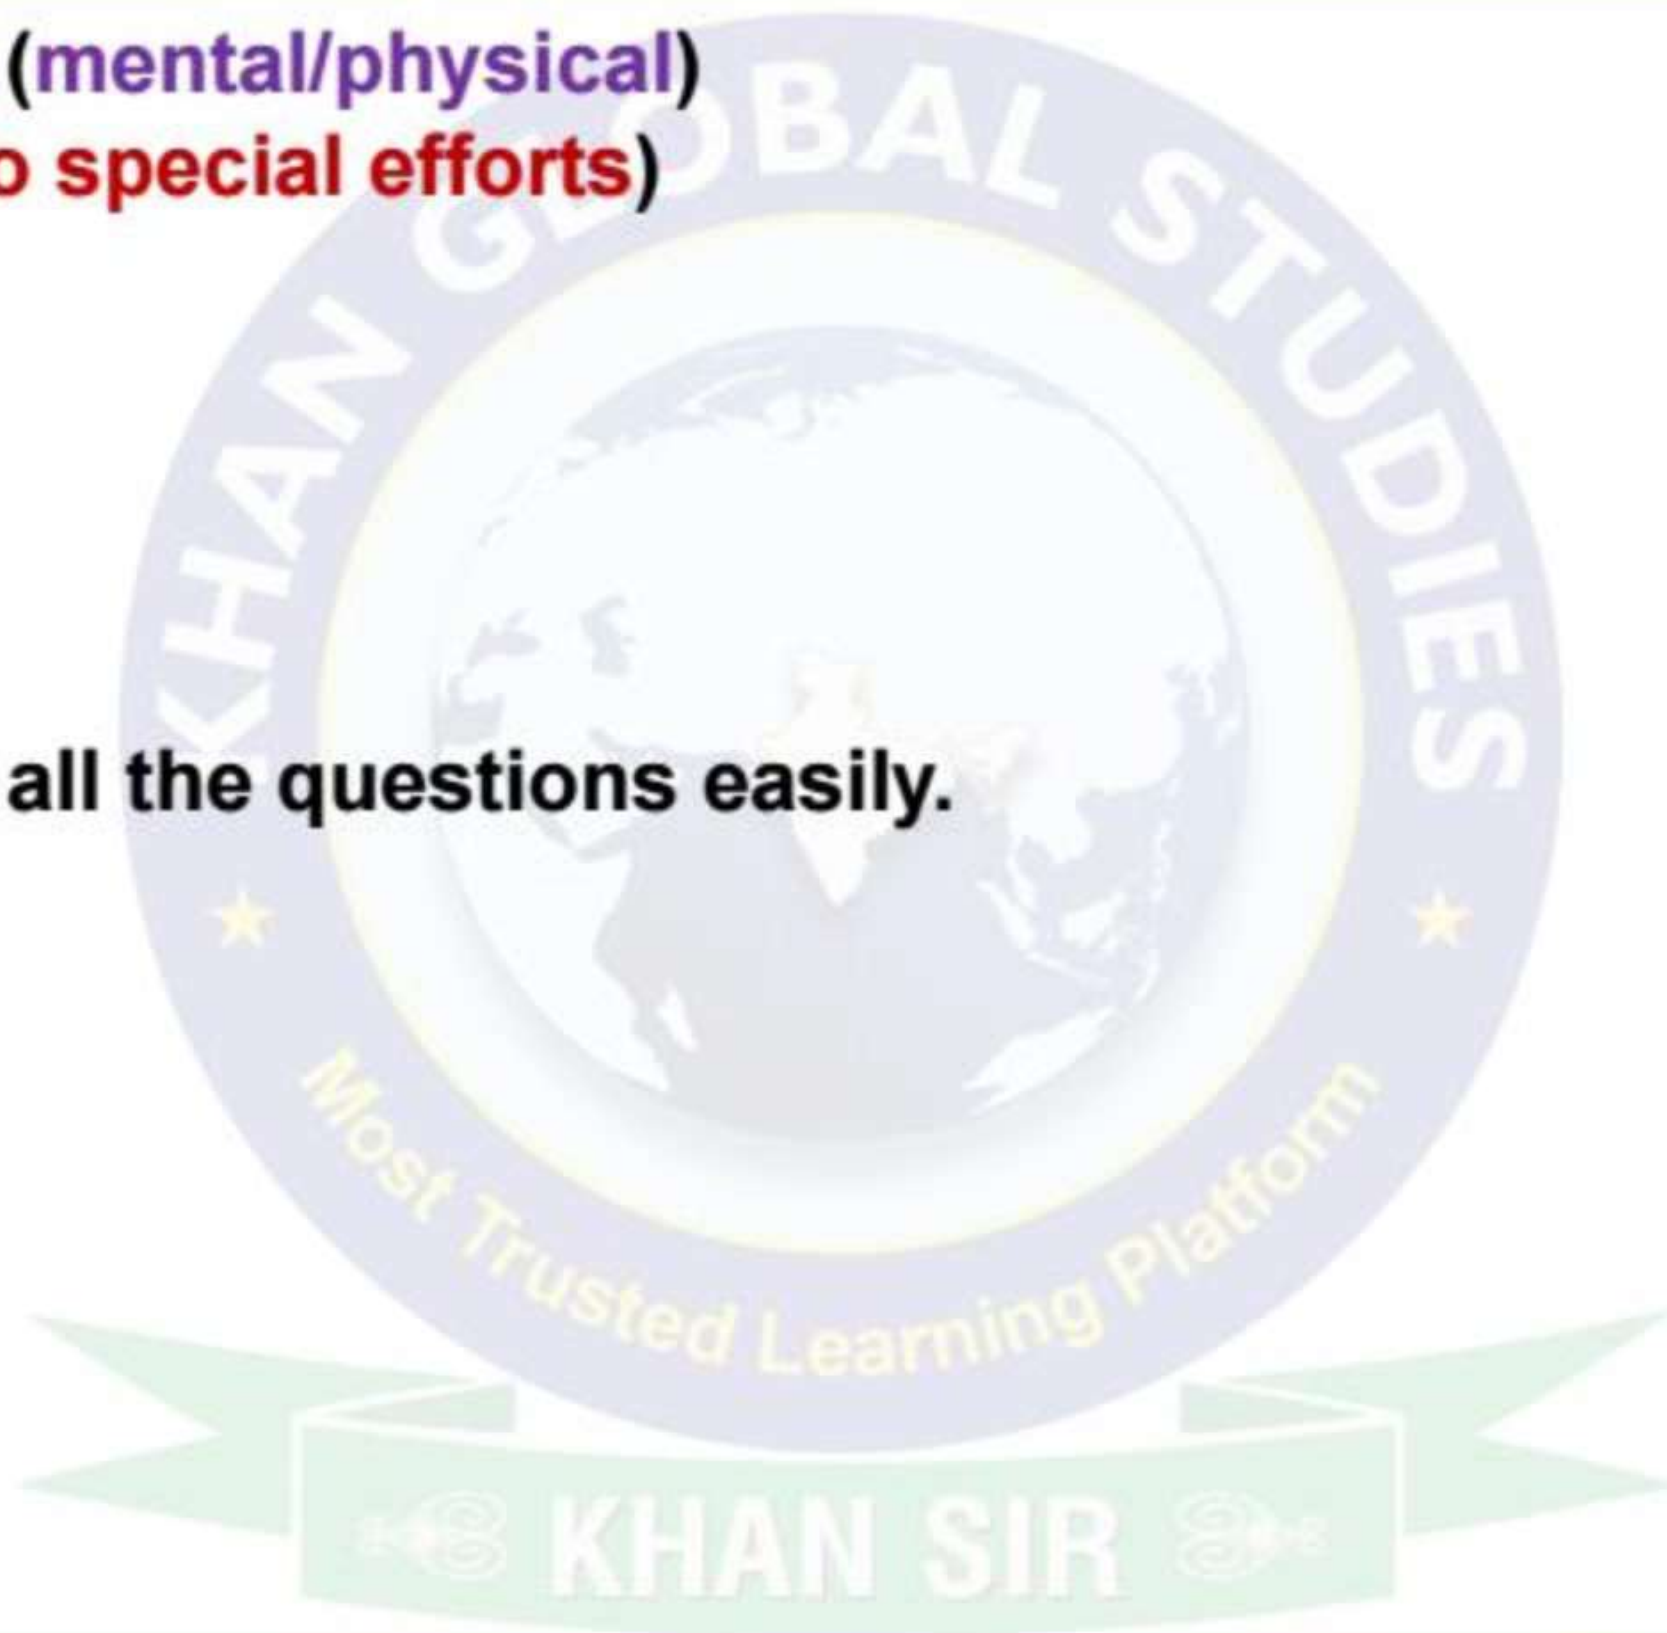 (mental/physical)
o special efforts)
all the questions easily.
KHAN GLOBAL STUDIES
Most Trusted Learning Platform
KHAN SIR